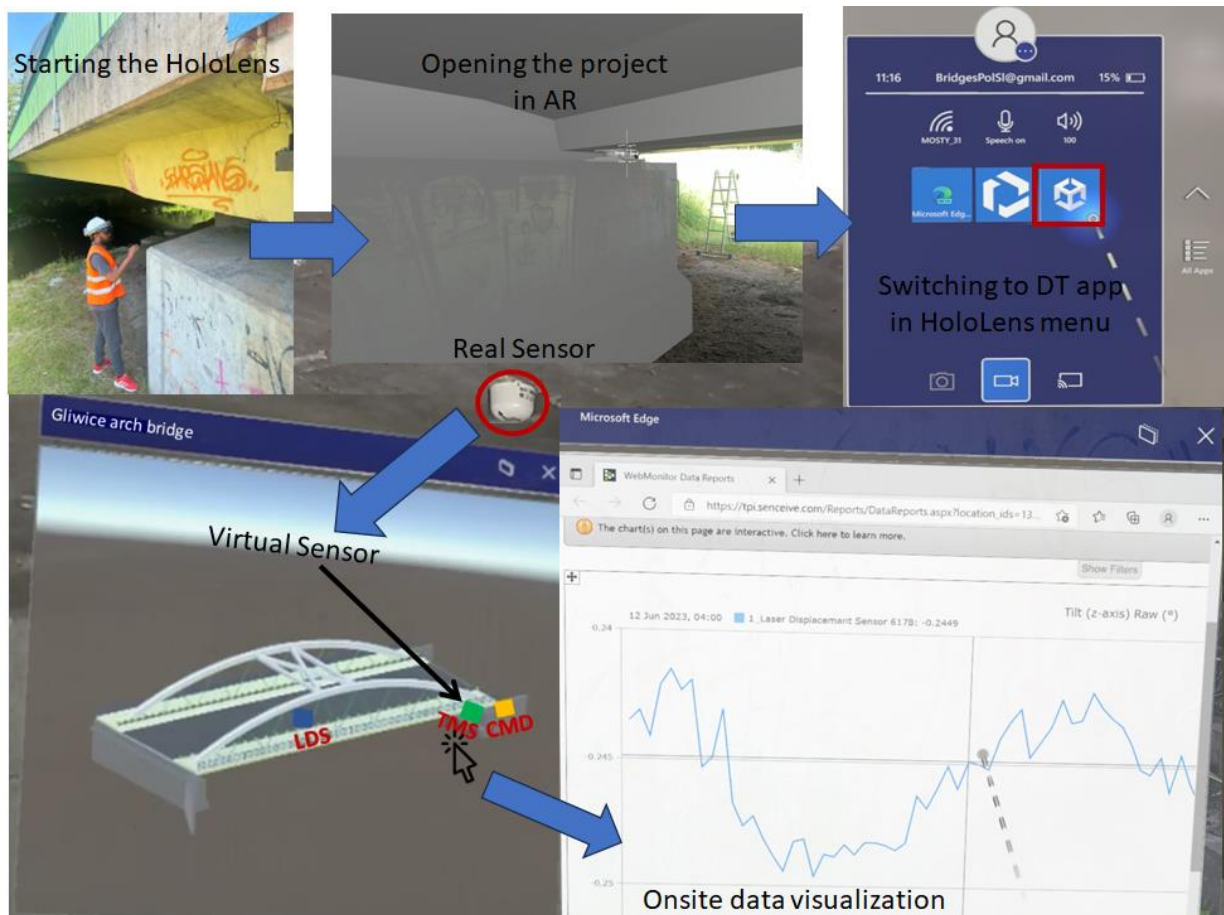 Starting the HoloLens
Opening the project
in AR
11:16 BridgesPolSl@gmail.com 15%
MOSTY_31 Speech on 100
Microsoft Edg...
All Apps
Switching to DT app
in HoloLens menu
Real Sensor
Gliwice arch bridge
Virtual Sensor
LDS
TMS
CMD
Microsoft Edge
WebMonitor Data Reports
https://tpi.senceive.com/Reports/DataReports.aspx?location_ids=13...
The chart(s) on this page are interactive. Click here to learn more.
Show Filters
12 Jun 2023, 04:00 1_Laser Displacemant Sensor 6178: -0.2449
Tilt (z-axis) Raw (°)
-0.24
-0.245
-0.25
Onsite data visualization